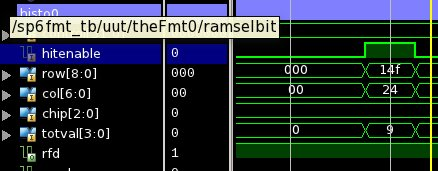 histo0
/sp6fmt_tb/uut/theFmt0/ramselbit
hitenable 0
row[8:0] 000 000 14f
col[6:0] 00 00 24
chip[2:0] 0
totval[3:0] 0 0 9
rfd 1